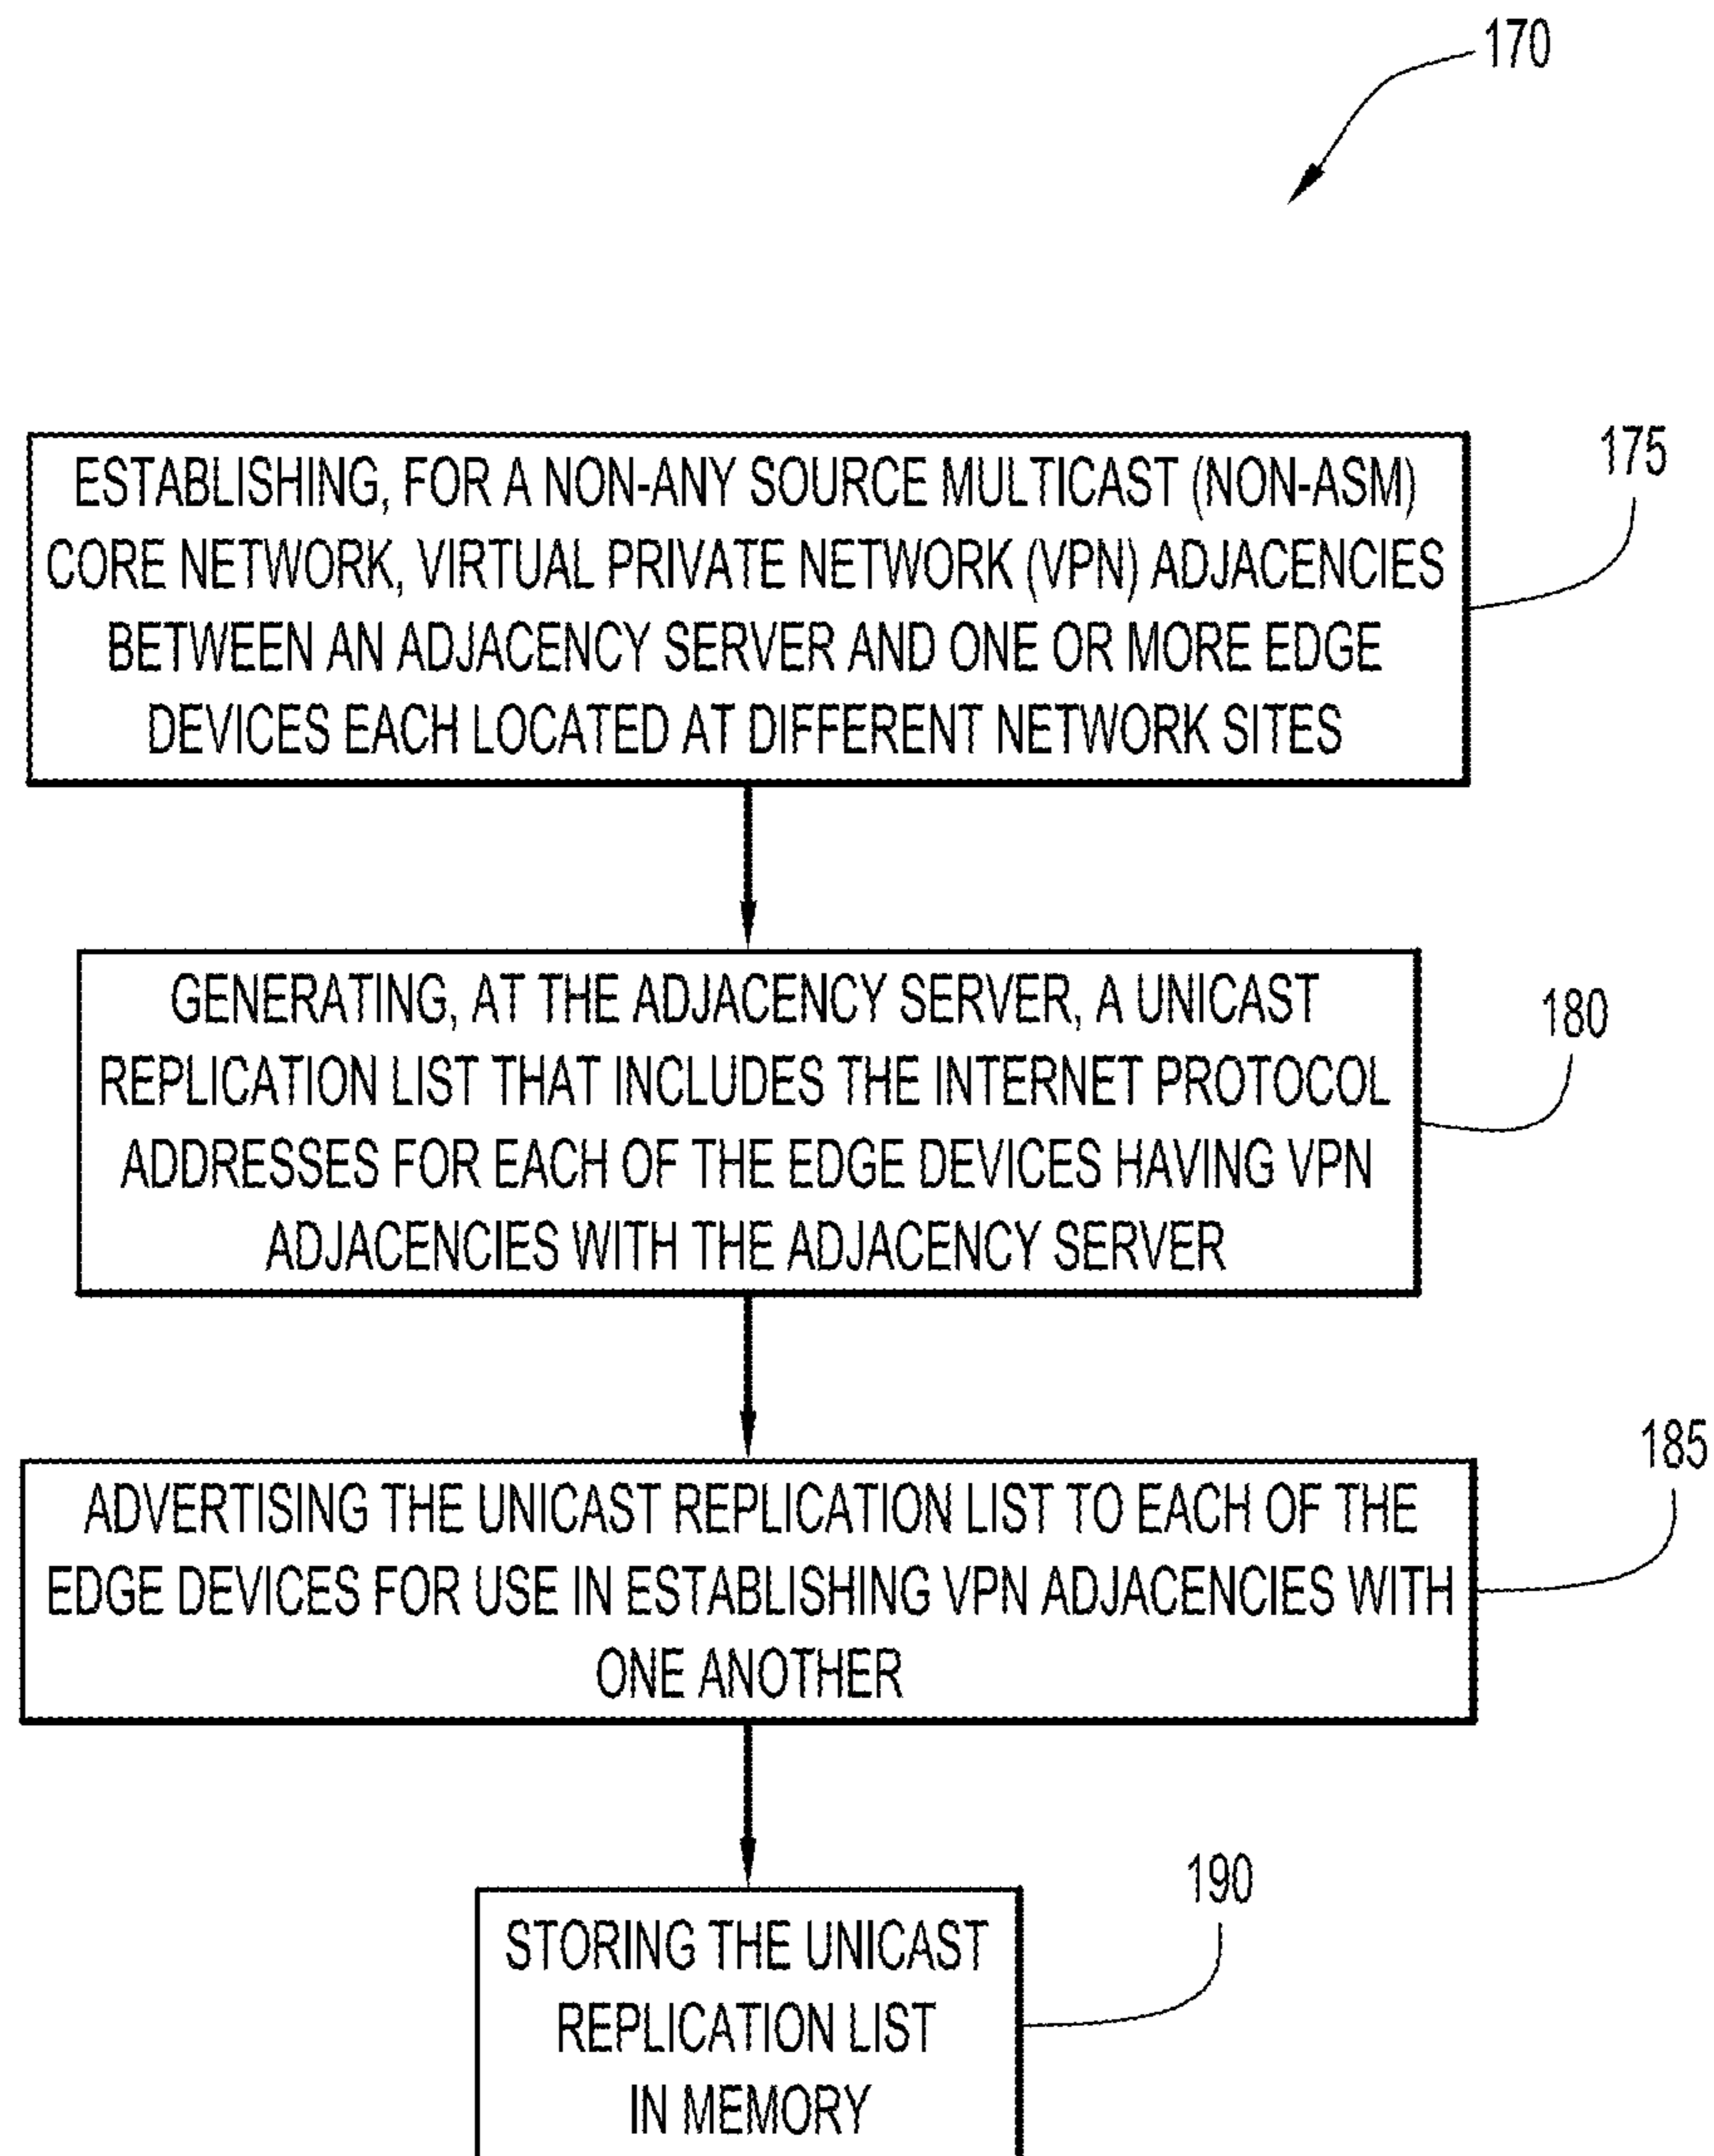 170
175
ESTABLISHING, FOR A NON-ANY SOURCE MULTICAST (NON-ASM)
CORE NETWORK, VIRTUAL PRIVATE NETWORK (VPN) ADJACENCIES
BETWEEN AN ADJACENCY SERVER AND ONE OR MORE EDGE
DEVICES EACH LOCATED AT DIFFERENT NETWORK SITES
180
GENERATING, AT THE ADJACENCY SERVER, A UNICAST
REPLICATION LIST THAT INCLUDES THE INTERNET PROTOCOL
ADDRESSES FOR EACH OF THE EDGE DEVICES HAVING VPN
ADJACENCIES WITH THE ADJACENCY SERVER
185
ADVERTISING THE UNICAST REPLICATION LIST TO EACH OF THE
EDGE DEVICES FOR USE IN ESTABLISHING VPN ADJACENCIES WITH
ONE ANOTHER
190
STORING THE UNICAST
REPLICATION LIST
IN MEMORY